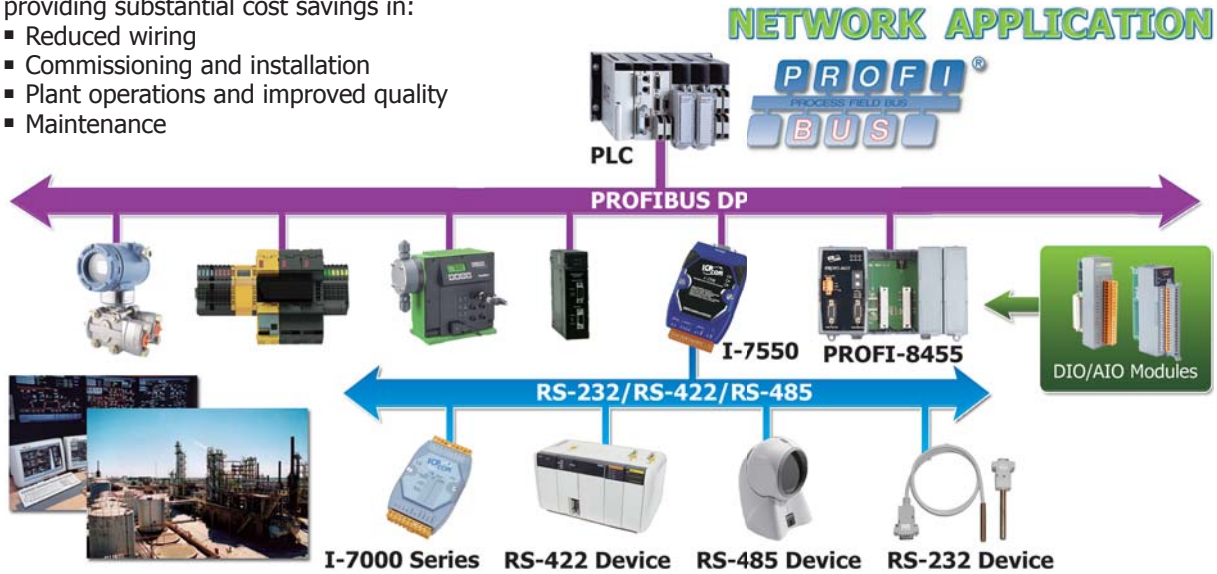 providing substantial cost savings in:
▪ Reduced wiring
▪ Commissioning and installation
▪ Plant operations and improved quality
▪ Maintenance
NETWORK APPLICATION
PROFI®
PROCESS FIELD BUS
BUS
PLC
PROFIBUS DP
I-7550
PROFI-8455
DIO/AIO Modules
RS-232/RS-422/RS-485
I-7000 Series
RS-422 Device
RS-485 Device
RS-232 Device